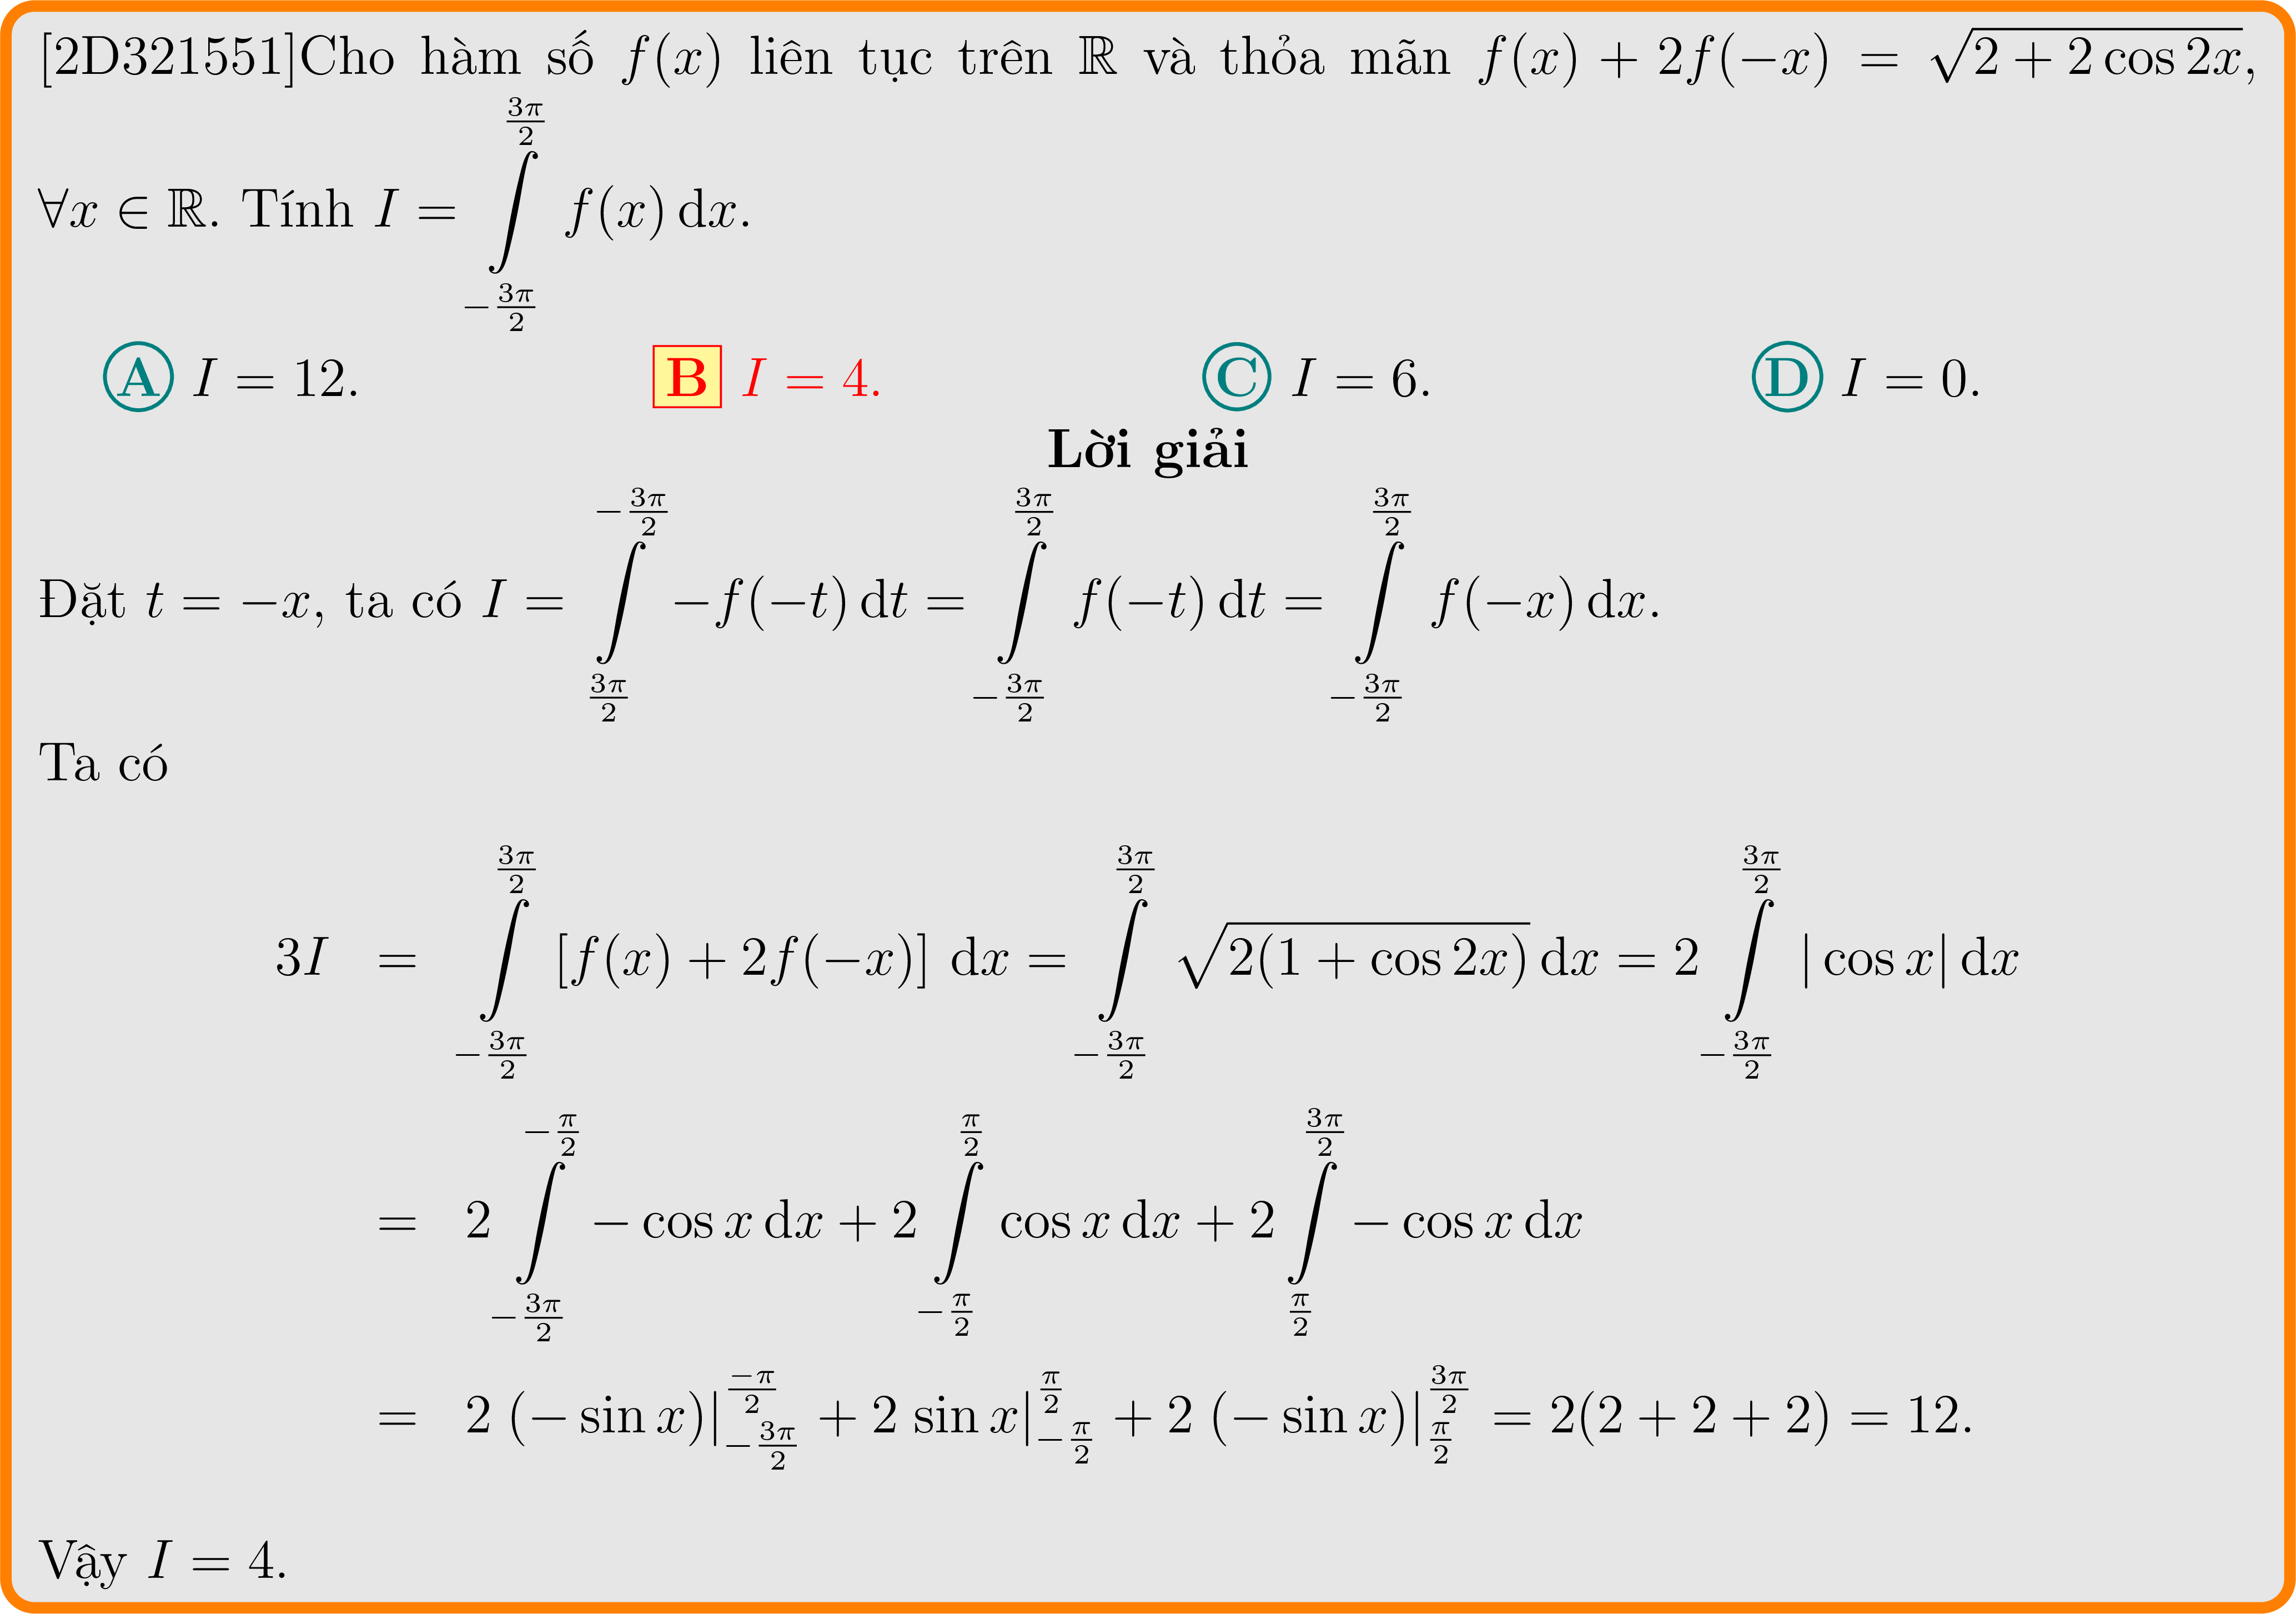 [2D321551]Cho hàm số $f(x)$ liên tục trên $\mathbb{R}$ và thỏa mãn $f(x) + 2f(-x) = \sqrt{2 + 2\cos 2x}$,
$\forall x \in \mathbb{R}$. Tính $I = \int\limits_{-\frac{3\pi}{2}}^{\frac{3\pi}{2}} f(x)\,\mathrm{d}x$.
A $I = 12$. B $I = 4$. C $I = 6$. D $I = 0$.
Lời giải
Đặt $t = -x$, ta có $I = \int\limits_{\frac{3\pi}{2}}^{-\frac{3\pi}{2}} -f(-t)\,\mathrm{d}t = \int\limits_{-\frac{3\pi}{2}}^{\frac{3\pi}{2}} f(-t)\,\mathrm{d}t = \int\limits_{-\frac{3\pi}{2}}^{\frac{3\pi}{2}} f(-x)\,\mathrm{d}x$.
Ta có
$3I = \int\limits_{-\frac{3\pi}{2}}^{\frac{3\pi}{2}} [f(x) + 2f(-x)]\,\mathrm{d}x = \int\limits_{-\frac{3\pi}{2}}^{\frac{3\pi}{2}} \sqrt{2(1 + \cos 2x)}\,\mathrm{d}x = 2\int\limits_{-\frac{3\pi}{2}}^{\frac{3\pi}{2}} |\cos x|\,\mathrm{d}x$
$= 2\int\limits_{-\frac{3\pi}{2}}^{-\frac{\pi}{2}} -\cos x\,\mathrm{d}x + 2\int\limits_{-\frac{\pi}{2}}^{\frac{\pi}{2}} \cos x\,\mathrm{d}x + 2\int\limits_{\frac{\pi}{2}}^{\frac{3\pi}{2}} -\cos x\,\mathrm{d}x$
$= 2\,(-\sin x)|_{-\frac{3\pi}{2}}^{\frac{-\pi}{2}} + 2\,\sin x|_{-\frac{\pi}{2}}^{\frac{\pi}{2}} + 2\,(-\sin x)|_{\frac{\pi}{2}}^{\frac{3\pi}{2}} = 2(2 + 2 + 2) = 12.$
Vậy $I = 4$.